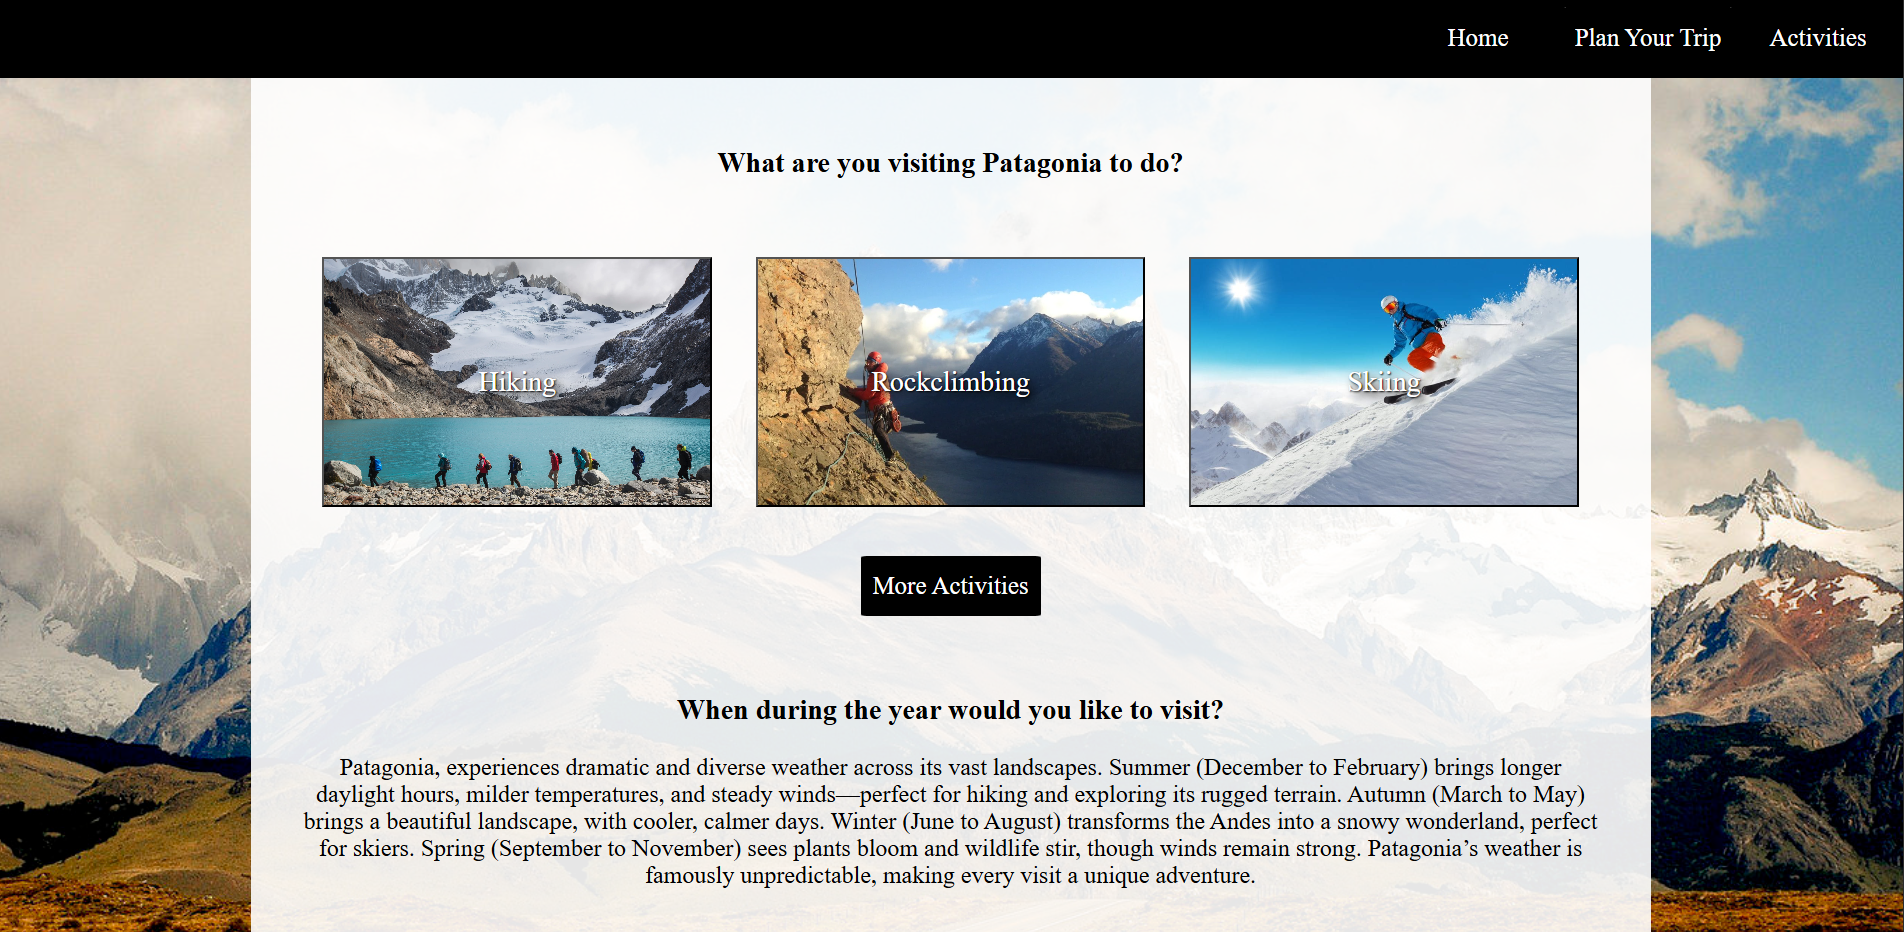 Home Plan Your Trip Activities
What are you visiting Patagonia to do?
Hiking Rockclimbing Skiing
More Activities
When during the year would you like to visit?
Patagonia, experiences dramatic and diverse weather across its vast landscapes. Summer (December to February) brings longer
daylight hours, milder temperatures, and steady winds—perfect for hiking and exploring its rugged terrain. Autumn (March to May)
brings a beautiful landscape, with cooler, calmer days. Winter (June to August) transforms the Andes into a snowy wonderland, perfect
for skiers. Spring (September to November) sees plants bloom and wildlife stir, though winds remain strong. Patagonia’s weather is
famously unpredictable, making every visit a unique adventure.